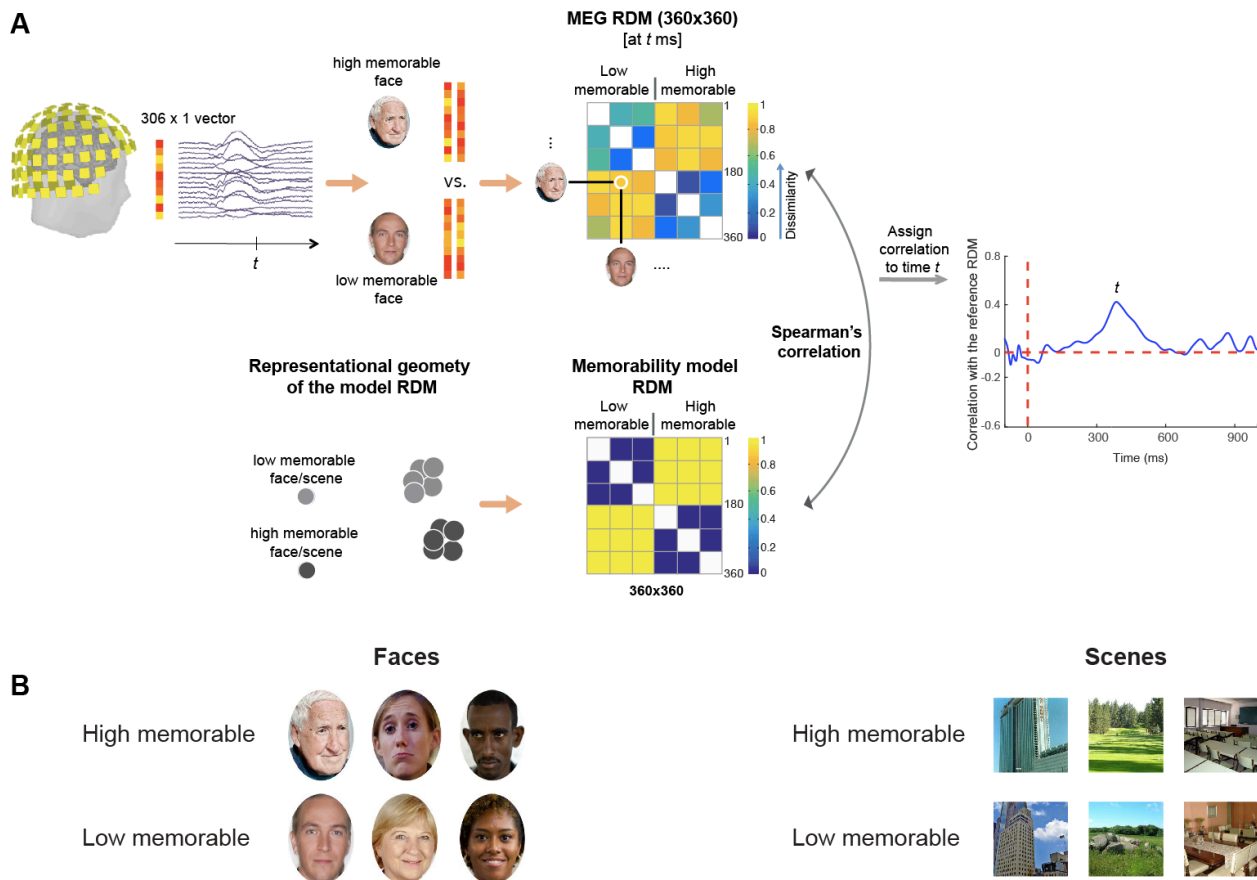 A
MEG RDM (360x360)
[at t ms]
Low
memorable
High
memorable
high memorable
face
306 x 1 vector
...
vs.
t
low memorable
face
....
1
180
360
1
0.8
0.6
0.4
0.2
0
Dissimilarity
Assign
correlation
to time t
Spearman's
correlation
Correlation with the reference RDM
0.8
0.4
0
-0.2
-0.6
t
0
300
600
900
Time (ms)
Representational geomety
of the model RDM
low memorable
face/scene
high memorable
face/scene
Memorability model
RDM
Low
memorable
High
memorable
1
180
360
1
0.8
0.6
0.4
0.2
0
360x360
B
Faces
High memorable
Low memorable
Scenes
High memorable
Low memorable